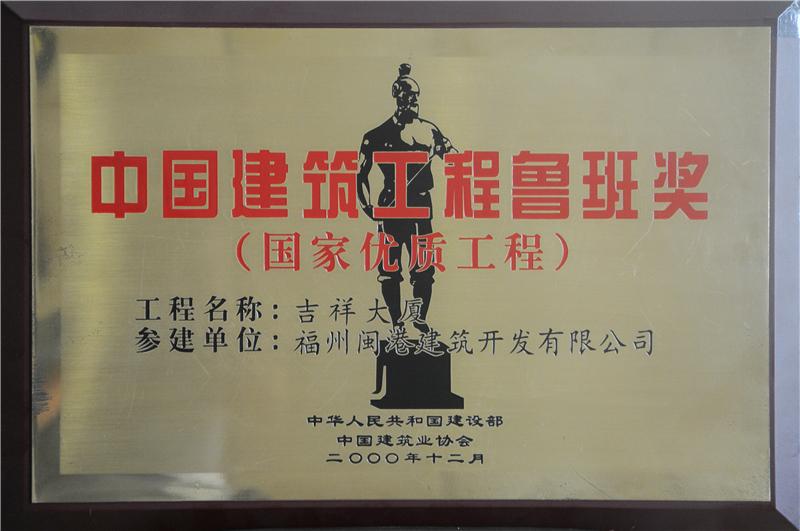 中国建筑工程鲁班奖
（国家优质工程）
工程名称：吉祥大厦
参建单位：福州闽港建筑开发有限公司
中华人民共和国建设部
中国建筑业协会
二000年十二月